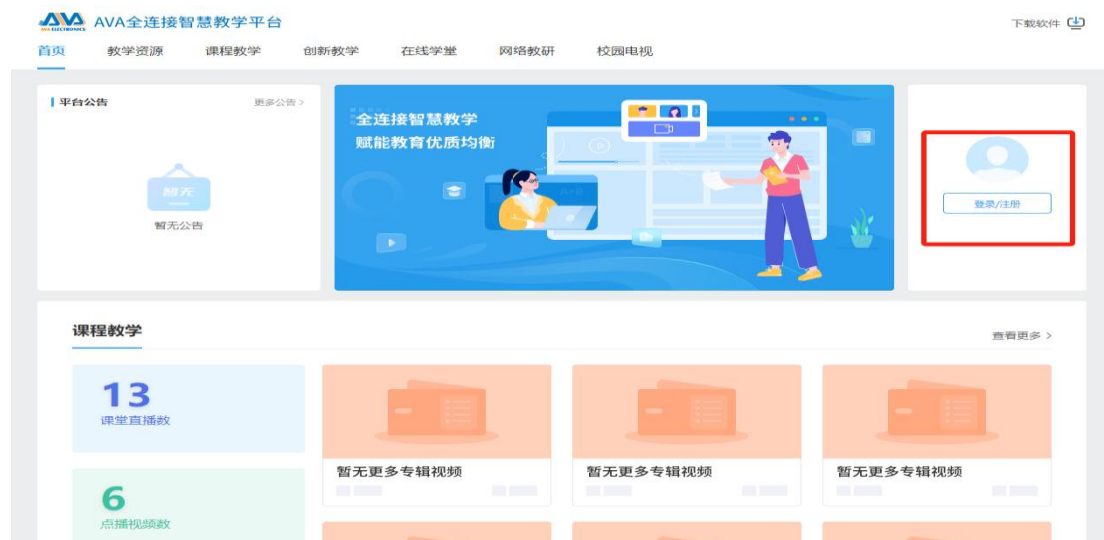 AVA
AVA ELECTRONICS
AVA全连接智慧教学平台
下载软件
首页 教学资源 课程教学 创新教学 在线学堂 网络教研 校园电视
平台公告
更多公告 >
暂无
暂无公告
全连接智慧教学
赋能教育优质均衡
登录/注册
课程教学
查看更多 >
13
课堂直播数
6
点播视频数
暂无更多专辑视频
暂无更多专辑视频
暂无更多专辑视频